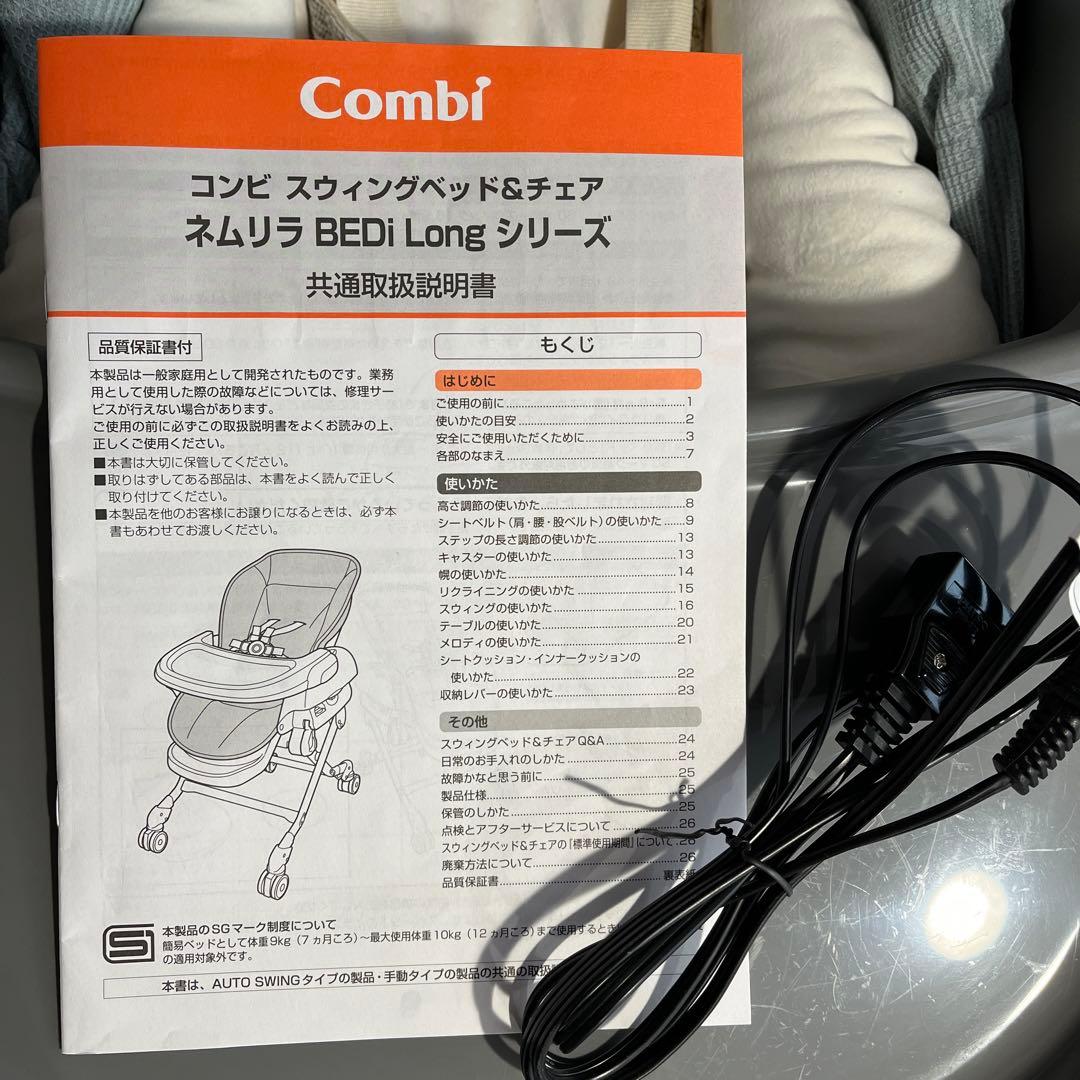 Combi
コンビ スウィングベッド&チェア
ネムリラ BEDi Long シリーズ
共通取扱説明書
品質保証書付
本製品は一般家庭用として開発されたものです。業務
用として使用した際の故障などについては、修理サー
ビスが行えない場合があります。
ご使用の前に必ずこの取扱説明書をよくお読みの上、
正しくご使用ください。
■本書は大切に保管してください。
■取りはずしてある部品は、本書をよく読んで正しく
取り付けてください。
■本製品を他のお客様にお譲りになるときは、必ず本
書もあわせてお渡しください。
もくじ
はじめに
ご使用の前に................1
使いかたの目安................2
安全にご使用いただくために................3
各部のなまえ................7
使いかた
高さ調節の使いかた................8
シートベルト(肩・腰・股ベルト)の使いかた......9
ステップの長さ調節の使いかた................13
キャスターの使いかた................13
幌の使いかた................14
リクライニングの使いかた................15
スウィングの使いかた................16
テーブルの使いかた................20
メロディの使いかた................21
シートクッション・インナークッションの
使いかた................22
収納レバーの使いかた................23
その他
スウィングベッド&チェア Q&A................24
日常のお手入れのしかた................24
故障かなと思う前に................25
製品仕様................25
保管のしかた................25
点検とアフターサービスについて................26
スウィングベッド&チェアの「標準使用期間」について..26
廃棄方法について................26
品質保証書................裏表紙
本製品のSGマーク制度について
簡易ベッドとして体重9kg(7ヵ月ころ)～最大使用体重10kg(12ヵ月ころ)まで使用するとき
の適用対象外です。
本書は、AUTO SWINGタイプの製品・手動タイプの製品の共通の取扱